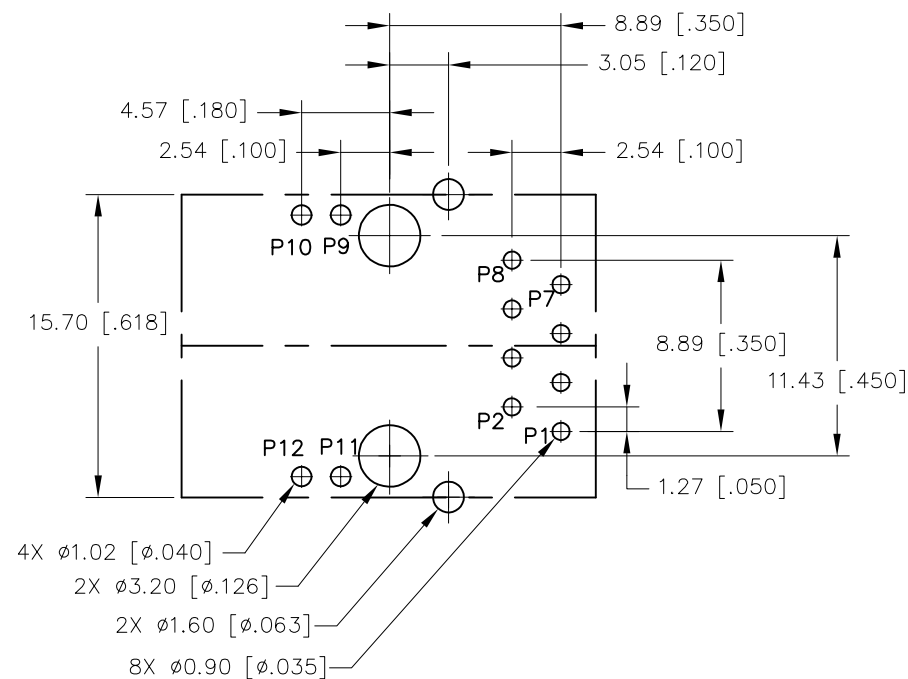 8.89 [.350]
3.05 [.120]
4.57 [.180]
2.54 [.100]
2.54 [.100]
P10 P9
P8
P7
15.70 [.618]
8.89 [.350]
11.43 [.450]
P2
P1
P12 P11
1.27 [.050]
4X ø1.02 [ø.040]
2X ø3.20 [ø.126]
2X ø1.60 [ø.063]
8X ø0.90 [ø.035]